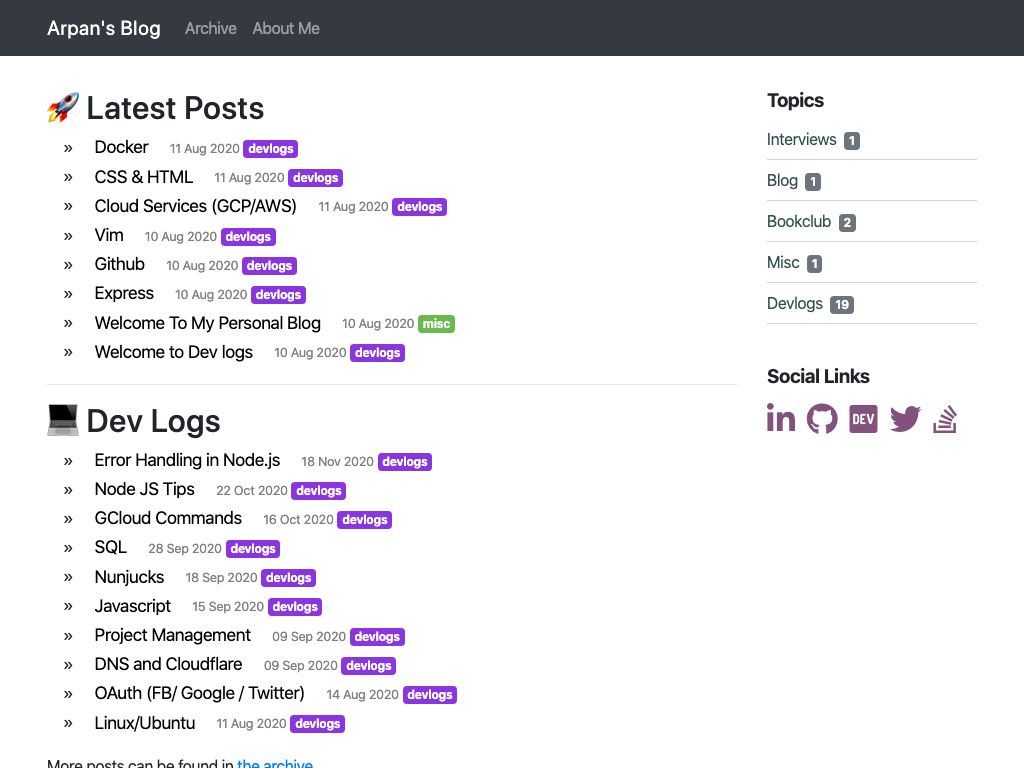 Arpan's Blog Archive About Me
🚀 Latest Posts
» Docker 11 Aug 2020 devlogs
» CSS & HTML 11 Aug 2020 devlogs
» Cloud Services (GCP/AWS) 11 Aug 2020 devlogs
» Vim 10 Aug 2020 devlogs
» Github 10 Aug 2020 devlogs
» Express 10 Aug 2020 devlogs
» Welcome To My Personal Blog 10 Aug 2020 misc
» Welcome to Dev logs 10 Aug 2020 devlogs
💻 Dev Logs
» Error Handling in Node.js 18 Nov 2020 devlogs
» Node JS Tips 22 Oct 2020 devlogs
» GCloud Commands 16 Oct 2020 devlogs
» SQL 28 Sep 2020 devlogs
» Nunjucks 18 Sep 2020 devlogs
» Javascript 15 Sep 2020 devlogs
» Project Management 09 Sep 2020 devlogs
» DNS and Cloudflare 09 Sep 2020 devlogs
» OAuth (FB/ Google / Twitter) 14 Aug 2020 devlogs
» Linux/Ubuntu 11 Aug 2020 devlogs
More posts can be found in the archive
Topics
Interviews 1
Blog 1
Bookclub 2
Misc 1
Devlogs 19
Social Links
in DEV